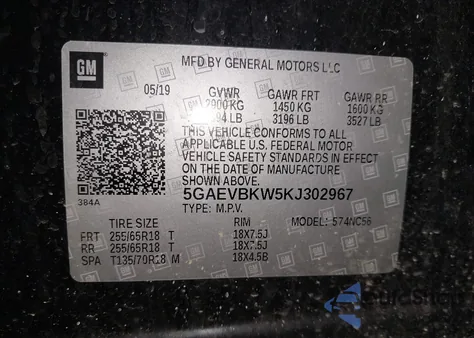 GM
MFD BY GENERAL MOTORS LLC
05/19 GVWR GAWR FRT GAWR RR
2900 KG 1450 KG 1600 KG
3196 LB 3527 LB
THIS VEHICLE CONFORMS TO ALL
APPLICABLE U.S. FEDERAL MOTOR
VEHICLE SAFETY STANDARDS IN EFFECT
ON THE DATE OF MANUFACTURE
SHOWN ABOVE.
384A
5GAEVBKW5KJ302967
TYPE: M.P.V. MODEL: 574NC56
TIRE SIZE RIM
FRT 255/65R18 T 18X7.5J
RR 255/65R18 T 18X7.5J
SPA T135/70R18 M 18X4.5B